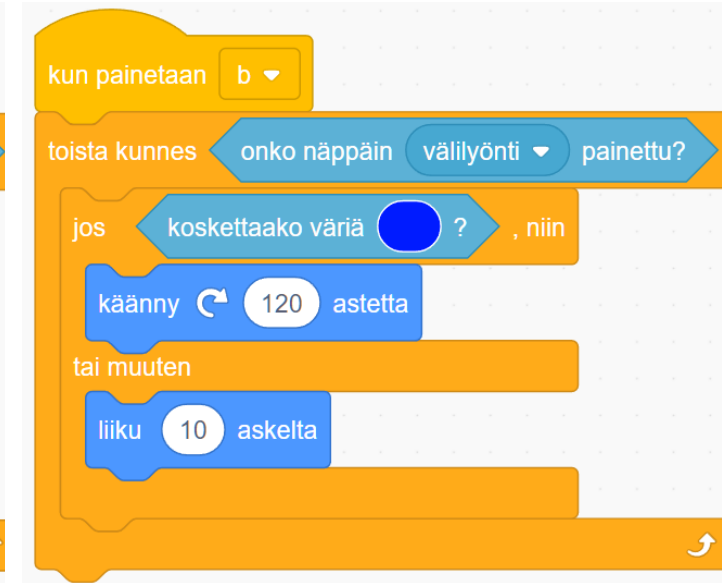 kun painetaan b
toista kunnes onko näppäin välilyönti painettu?
jos koskettaako väriä ? , niin
käänny 120 astetta
tai muuten
liiku 10 askelta